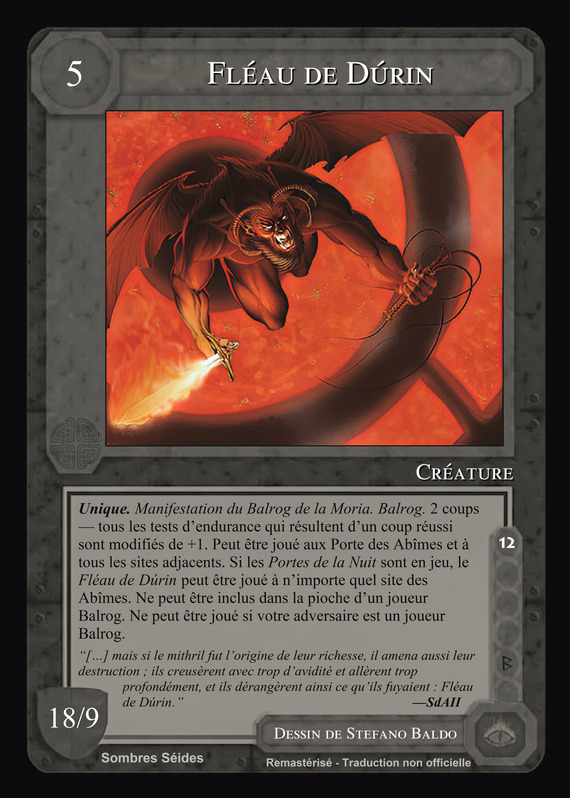 5
Fléau de Dúrin
Créature
Unique. Manifestation du Balrog de la Moria. Balrog. 2 coups
— tous les tests d’endurance qui résultent d’un coup réussi
sont modifiés de +1. Peut être joué aux Porte des Abîmes et à
tous les sites adjacents. Si les Portes de la Nuit sont en jeu, le
Fléau de Dúrin peut être joué à n’importe quel site des
Abîmes. Ne peut être inclus dans la pioche d’un joueur
Balrog. Ne peut être joué si votre adversaire est un joueur
Balrog.
12
“[…] mais si le mithril fut l’origine de leur richesse, il amena aussi leur
destruction ; ils creusèrent avec trop d’avidité et allèrent trop
profondément, et ils dérangèrent ainsi ce qu’ils fuyaient : Fléau
de Dúrin.” —SdAII
18/9
Dessin de Stefano Baldo
Sombres Séides
Remastérisé - Traduction non officielle